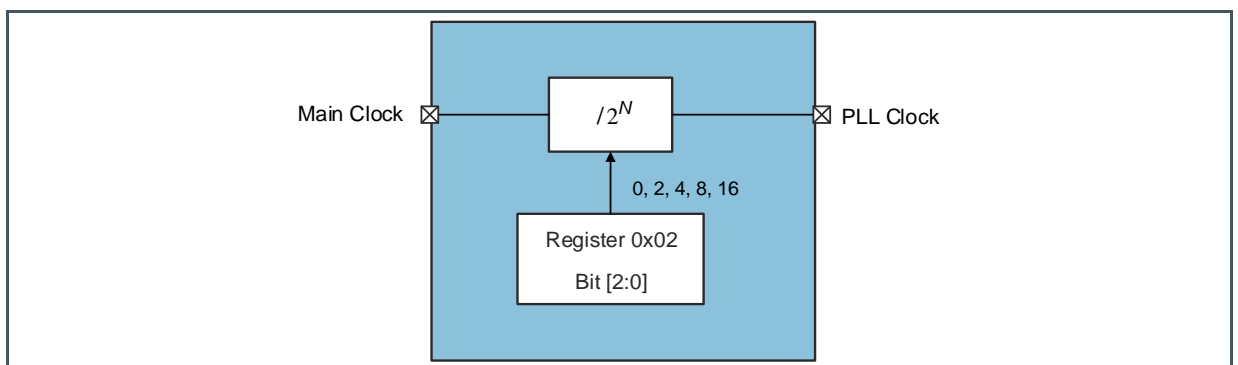 Main Clock
/2^N
PLL Clock
0, 2, 4, 8, 16
Register 0x02
Bit [2:0]